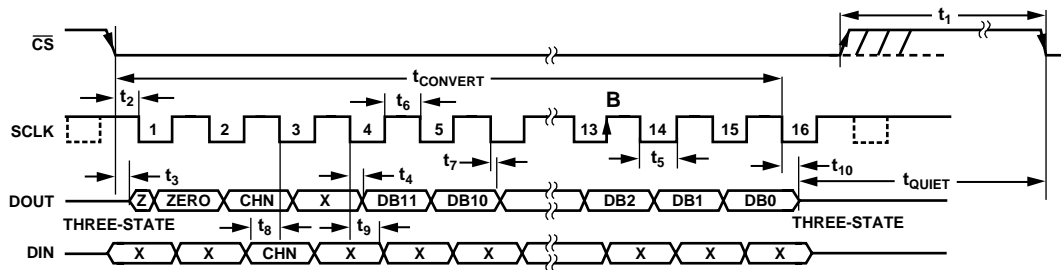 t1
CS
tCONVERT
t2
t6
B
SCLK
1 2 3 4 5 13 14 15 16
t7
t5
t10
t3
t4
tQUIET
DOUT
Z ZERO CHN X DB11 DB10 DB2 DB1 DB0
THREE-STATE
THREE-STATE
t8
t9
DIN
X X CHN X X X X X X